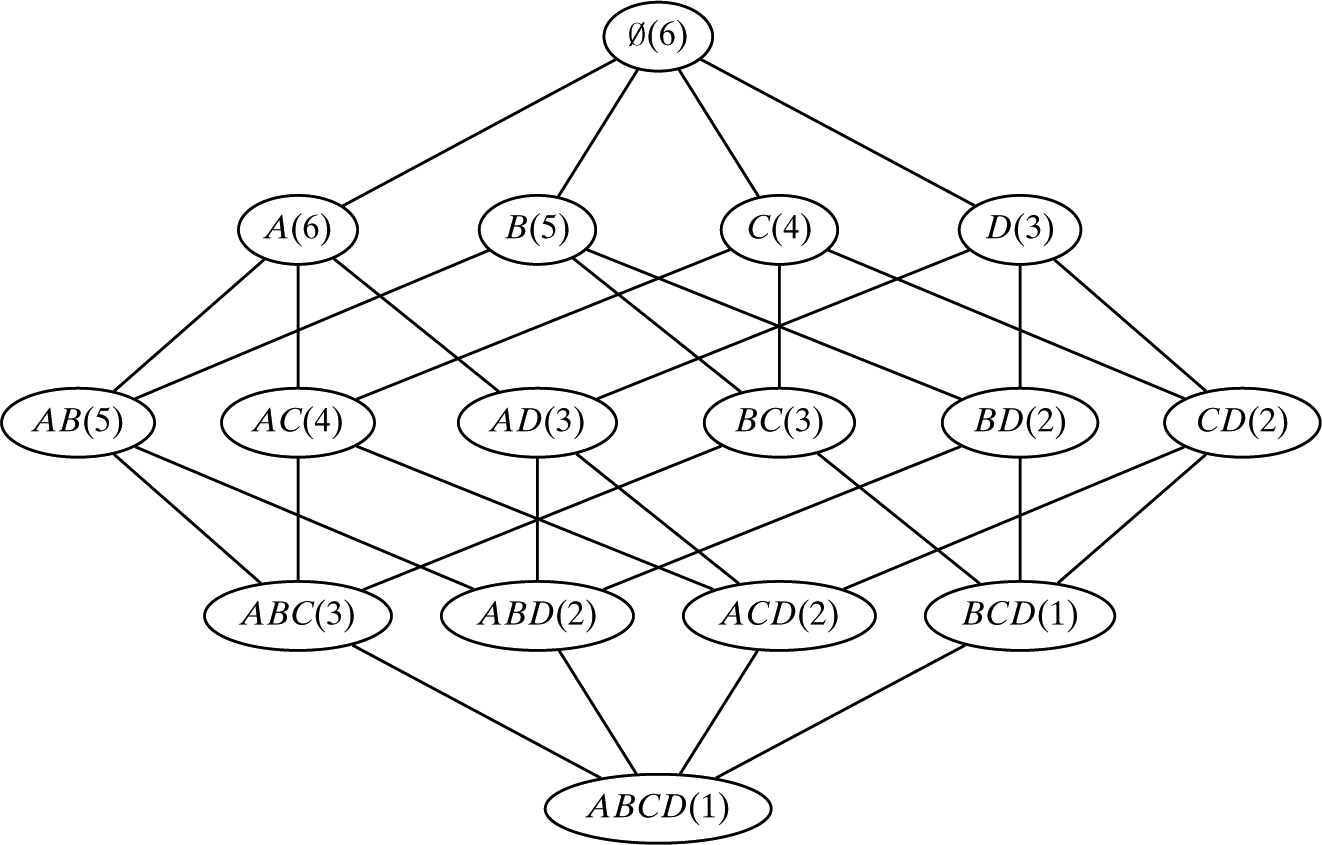 ∅(6)
A(6) B(5) C(4) D(3)
AB(5) AC(4) AD(3) BC(3) BD(2) CD(2)
ABC(3) ABD(2) ACD(2) BCD(1)
ABCD(1)